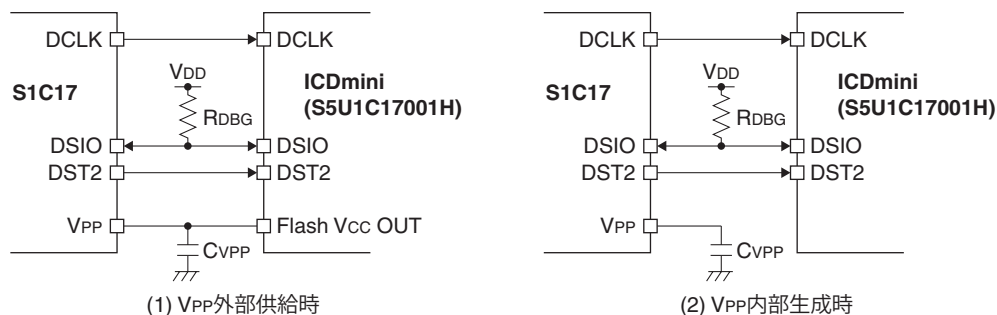 DCLK
DCLK
VDD
S1C17
ICDmini
(S5U1C17001H)
RDBG
DSIO
DSIO
DST2
DST2
VPP
Flash VCC OUT
CVPP
(1) VPP外部供給時
DCLK
DCLK
VDD
S1C17
ICDmini
(S5U1C17001H)
RDBG
DSIO
DSIO
DST2
DST2
VPP
CVPP
(2) VPP内部生成時